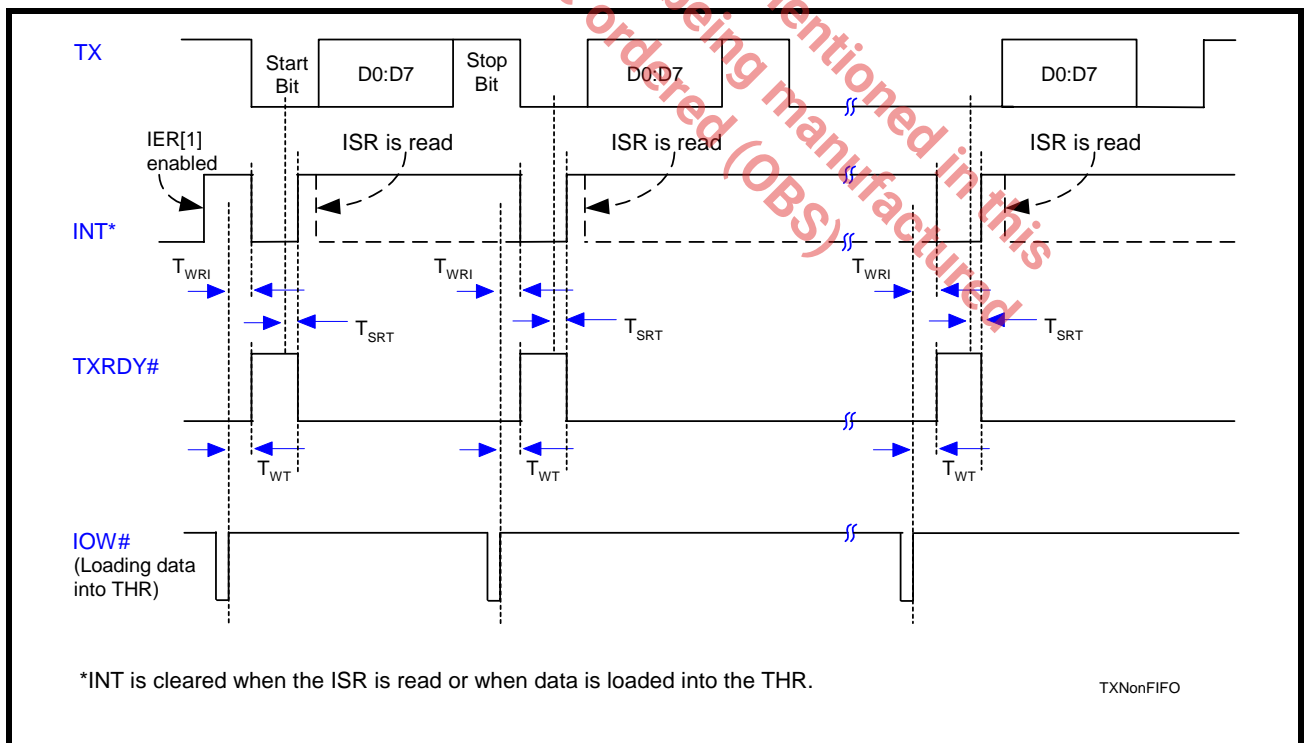 mentioned in this
being manufactured
ordered (OBS)
TX
Start
Bit
D0:D7
Stop
Bit
D0:D7
D0:D7
IER[1]
enabled
ISR is read
ISR is read
ISR is read
INT*
TWRI
TWRI
TWRI
TSRT
TSRT
TSRT
TXRDY#
TWT
TWT
TWT
IOW#
(Loading data
into THR)
*INT is cleared when the ISR is read or when data is loaded into the THR.
TXNonFIFO